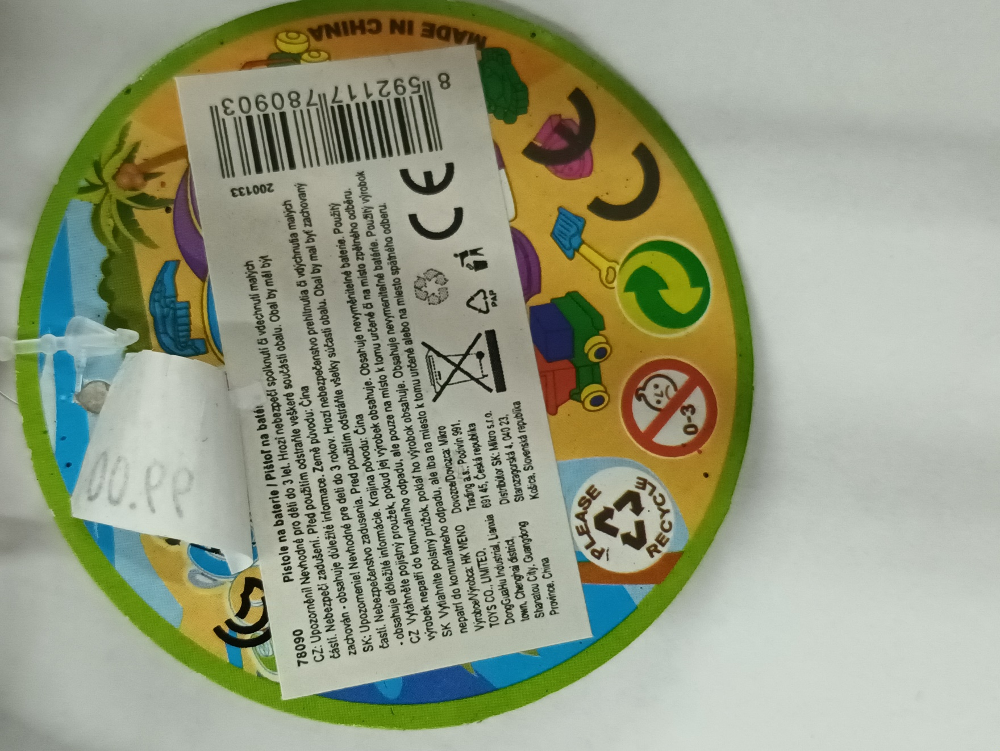 MADE IN CHINA
8 592117 780903
200133
78090 Pistole na baterie / Pištoľ na baté
CZ: Upozornění! Nevhodné pro děti do 3 let. Hrozí nebezpečí spolknutí či vdechnutí malých
částí. Nebezpečí zadušení. Před použitím odstraňte veškeré součásti obalu. Obal by měl být
zachován - obsahuje důležité informace. Země původu: Čína
SK: Upozornenie! Nevhodné pre deti do 3 rokov. Hrozí nebezpečenstvo prehltnutia či vdýchnutia malých
častí. Nebezpečenstvo zadusenia. Pred použitím odstráňte všetky súčasti obalu. Obal by mal byť zachovaný
- obsahuje dôležité informácie. Krajina pôvodu: Čína
CZ Vytáhněte pojistný proužek, pokud jej výrobek obsahuje. Obsahuje nevyměnitelné baterie. Použitý
výrobek nepatří do komunálního odpadu, ale pouze na místo k tomu určené či na místo zpětného odběru.
SK Vytiahnite poistný prúžok, pokiaľ ho výrobok obsahuje. Obsahuje nevymeniteľné batérie. Použitý výrobok
nepatrí do komunálneho odpadu, ale iba na miesto k tomu určené alebo na miesto spätného odberu.
Výrobce/Výrobca: HK WENO
TOYS CO., LIMITED,
DongGuaHu Industrial, Lianxia
town, Chenghai district,
Shanatou City, Guangdong
Province, China
Dovozce/Dovozca: Mikro
Trading a.s., Podivín 991,
691 45, Česká republika
Distribútor SK: Mikro s.r.o.
Starozagorská 4, 040 23,
Košica, Slovenská republika
PAP
CE
CE
0-3
PLEASE
RECYCLE
99.00